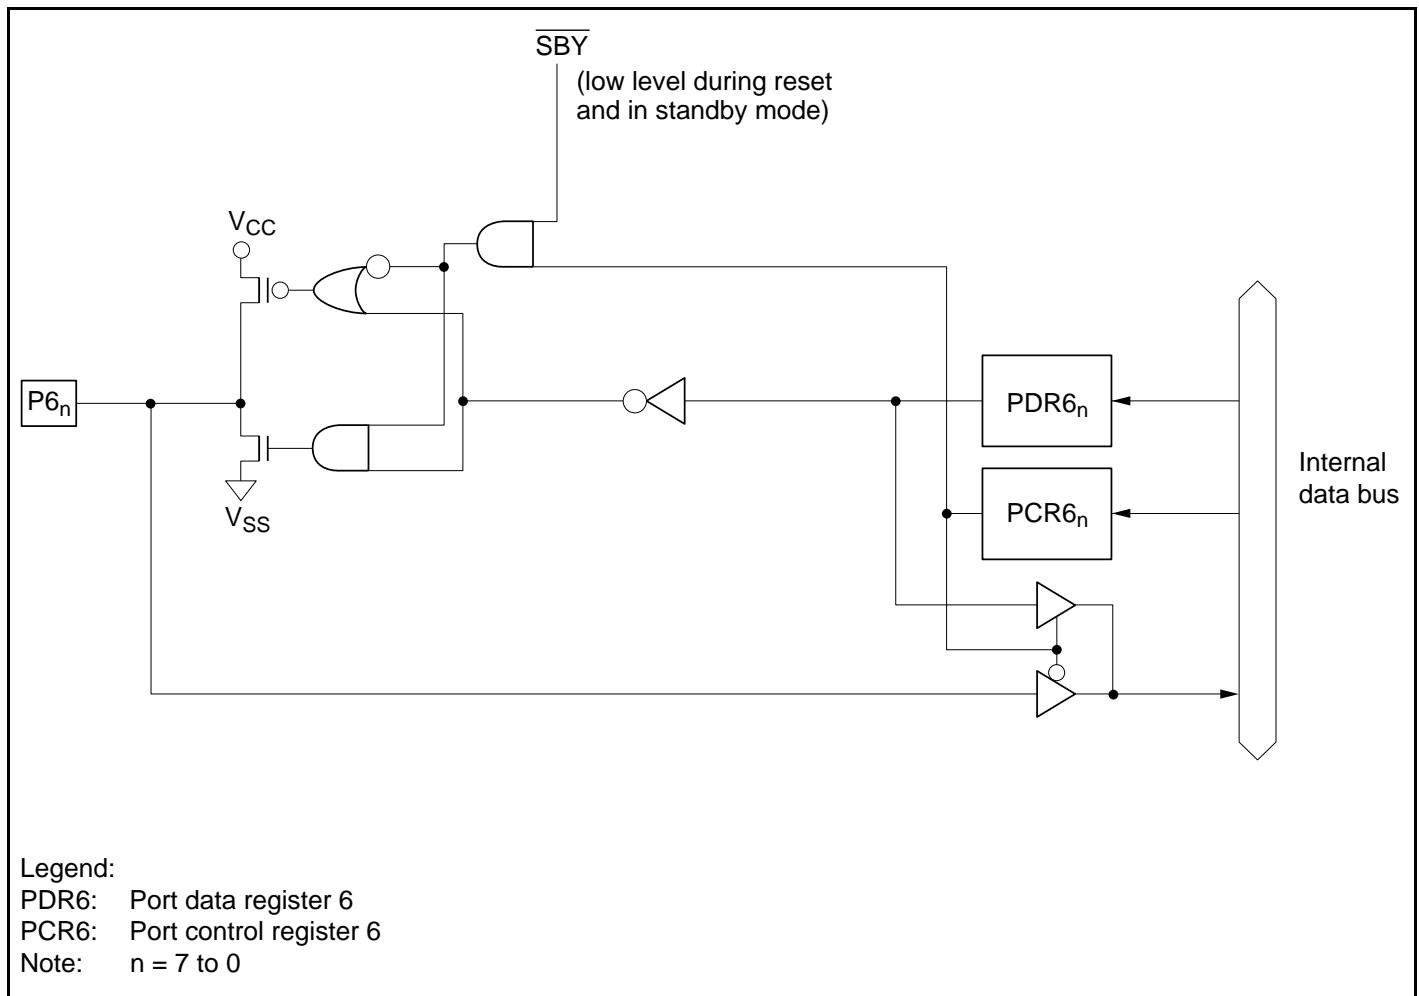 SBY
(low level during reset
and in standby mode)
VCC
P6n
PDR6n
PCR6n
Internal
data bus
VSS
Legend:
PDR6: Port data register 6
PCR6: Port control register 6
Note: n = 7 to 0